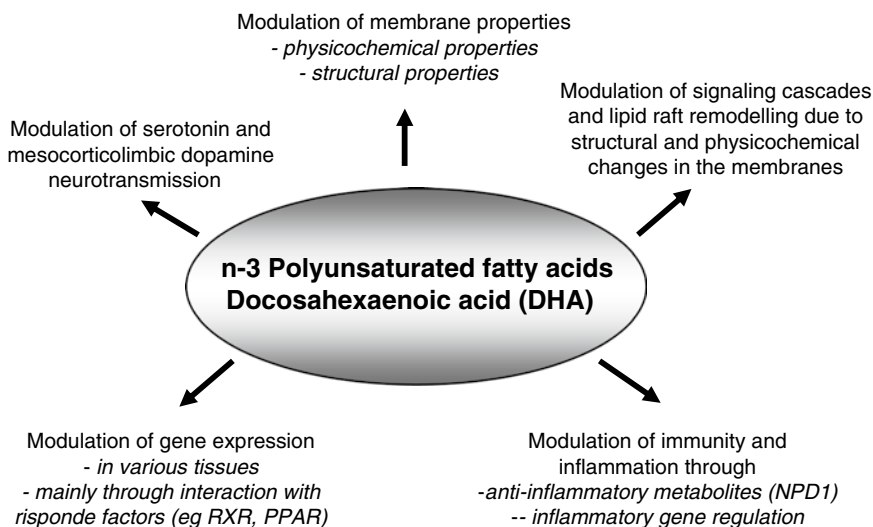 Modulation of membrane properties
- physicochemical properties
- structural properties
Modulation of signaling cascades
and lipid raft remodelling due to
structural and physicochemical
changes in the membranes
Modulation of serotonin and
mesocorticolimbic dopamine
neurotransmission
n-3 Polyunsaturated fatty acids
Docosahexaenoic acid (DHA)
Modulation of gene expression
- in various tissues
- mainly through interaction with
risponde factors (eg RXR, PPAR)
Modulation of immunity and
inflammation through
-anti-inflammatory metabolites (NPD1)
-- inflammatory gene regulation